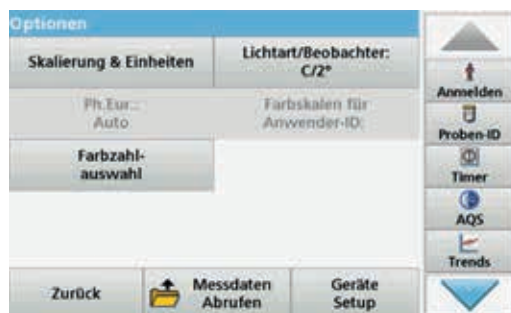 Optionen
Skalierung & Einheiten
Lichtart/Beobachter:
C/2°
Ph.Eur.:
Auto
Farbskalen für
Anwender-ID:
Farbzahl-
auswahl
Zurück
Messdaten
Abrufen
Geräte
Setup
Anmelden
Proben-ID
Timer
AQS
Trends